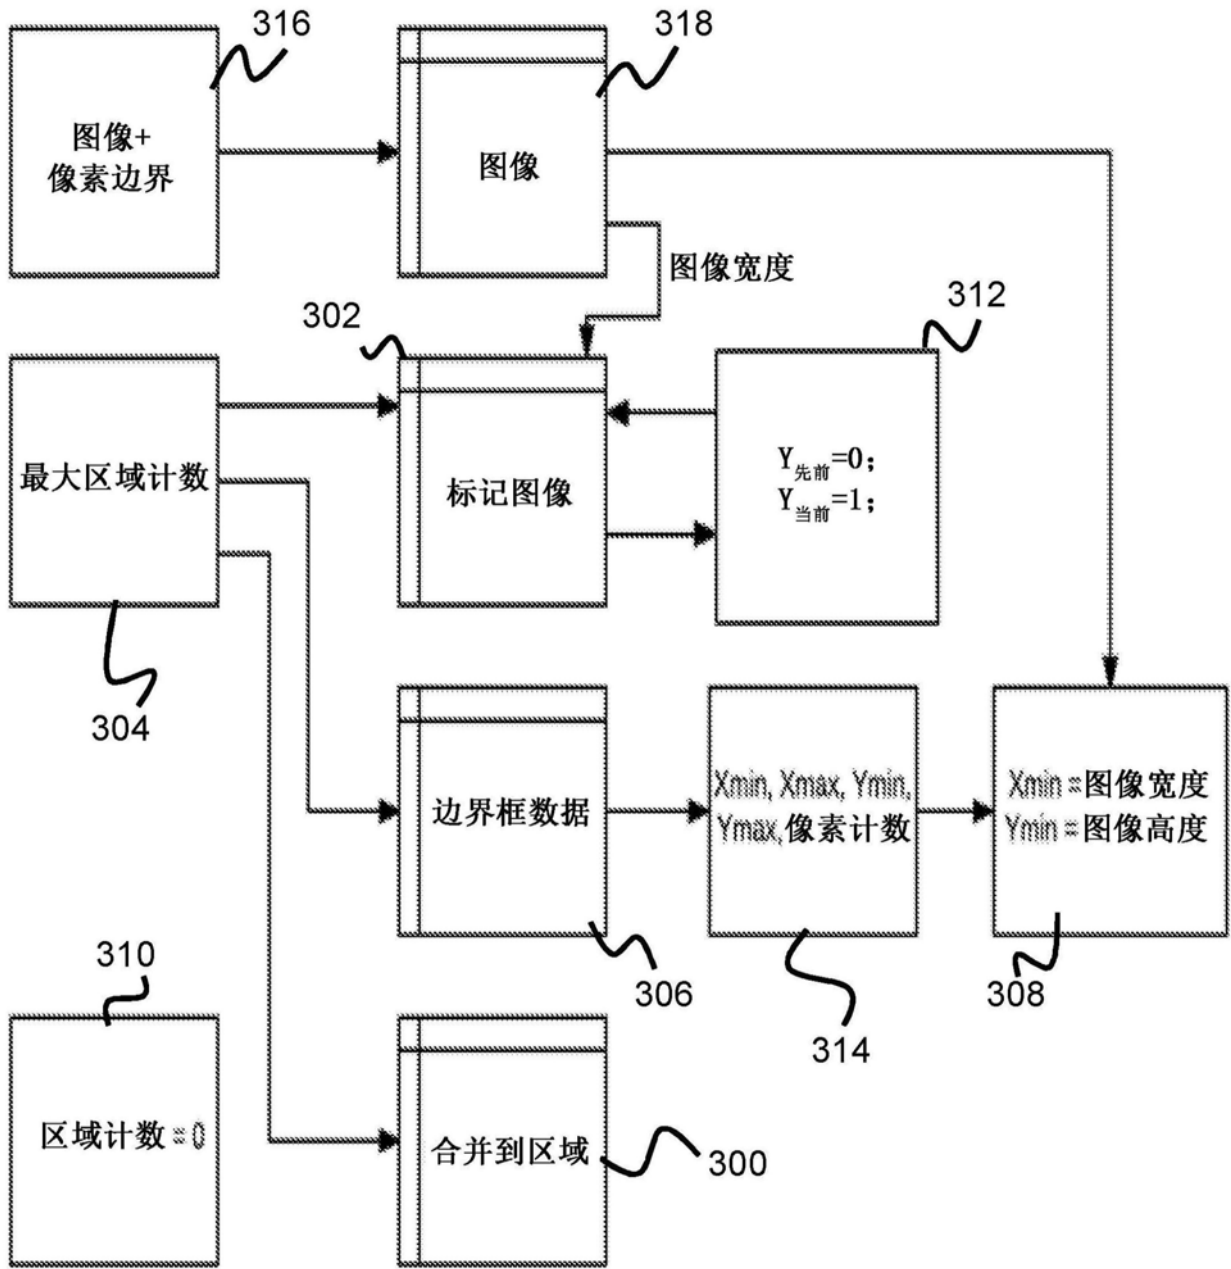 316
318
图像+
像素边界
图像
图像宽度
302
312
最大区域计数
标记图像
Y先前=0;
Y当前=1;
304
边界框数据
Xmin, Xmax, Ymin,
Ymax,像素计数
Xmin =图像宽度
Ymin =图像高度
310
306
314
308
区域计数 = 0
合并到区域
300